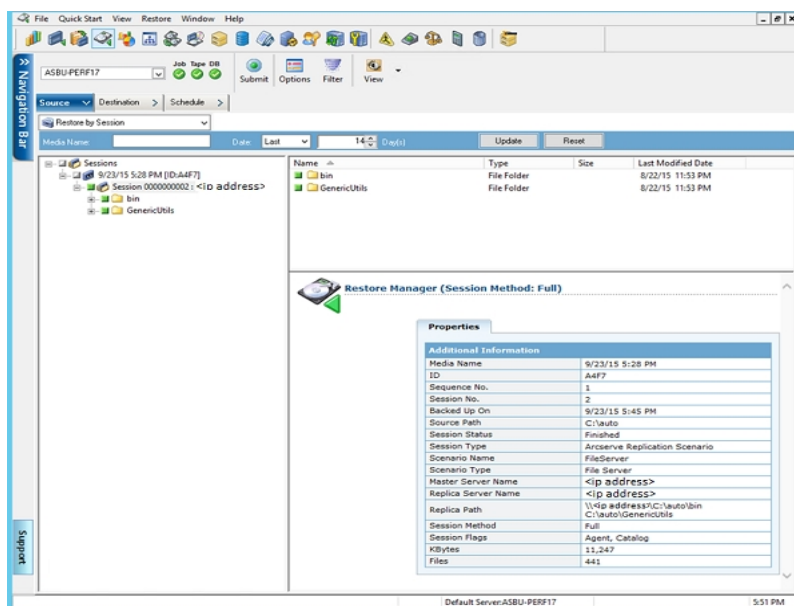 File Quick Start View Restore Window Help
Navigation Bar
ASBU-PERF17
Job Tape DB
Submit Options Filter View
Source Destination > Schedule >
Restore by Session
Media Name: Date: Last 14 Day(s) Update Reset
Sessions
9/23/15 5:28 PM [ID:A4F7]
Session 0000000002 : <ip address>
bin
GenericUtils
Name Type Size Last Modified Date
bin File Folder 8/22/15 11:53 PM
GenericUtils File Folder 8/22/15 11:53 PM
Restore Manager (Session Method: Full)
Properties
Additional Information
Media Name 9/23/15 5:28 PM
ID A4F7
Sequence No. 1
Session No. 2
Backed Up On 9/23/15 5:45 PM
Source Path C:\auto
Session Status Finished
Session Type Arcserve Replication Scenario
Scenario Name FileServer
Scenario Type File Server
Master Server Name <ip address>
Replica Server Name <ip address>
Replica Path \\<ip address>\C:\auto\bin
C:\auto\GenericUtils
Session Method Full
Session Flags Agent, Catalog
KBytes 11,247
Files 441
Support
Default Server:ASBU-PERF17 5:51 PM